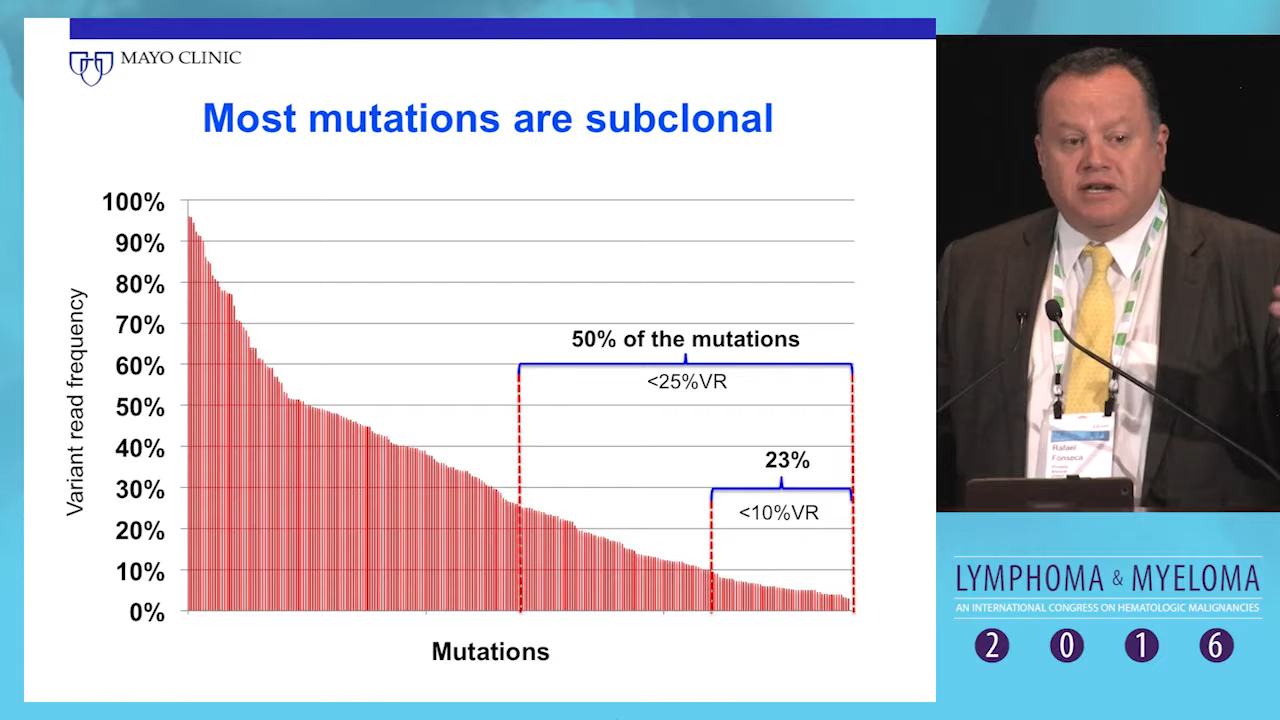 MAYO CLINIC
Most mutations are subclonal
100%
90%
80%
70%
60%
50%
40%
30%
20%
10%
0%
Variant read frequency
50% of the mutations
<25%VR
23%
<10%VR
Mutations
Rafael
Fonseca
LYMPHOMA & MYELOMA
AN INTERNATIONAL CONGRESS ON HEMATOLOGIC MALIGNANCIES
2 0 1 6